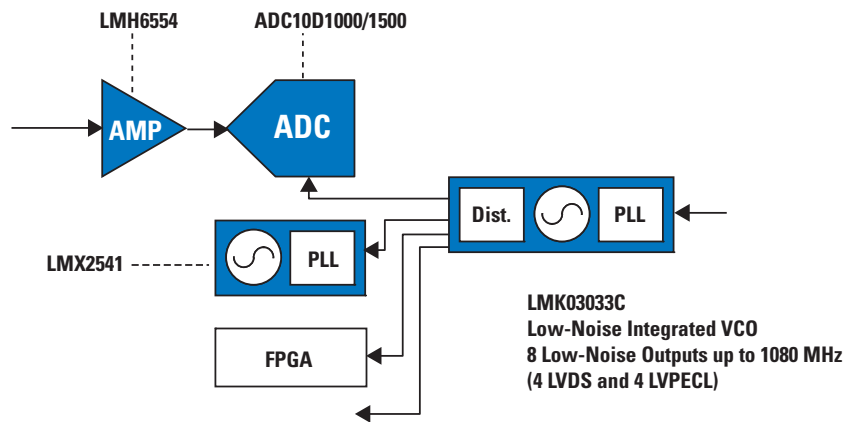 LMH6554
ADC10D1000/1500
AMP
ADC
Dist.
PLL
LMX2541
PLL
FPGA
LMK03033C
Low-Noise Integrated VCO
8 Low-Noise Outputs up to 1080 MHz
(4 LVDS and 4 LVPECL)